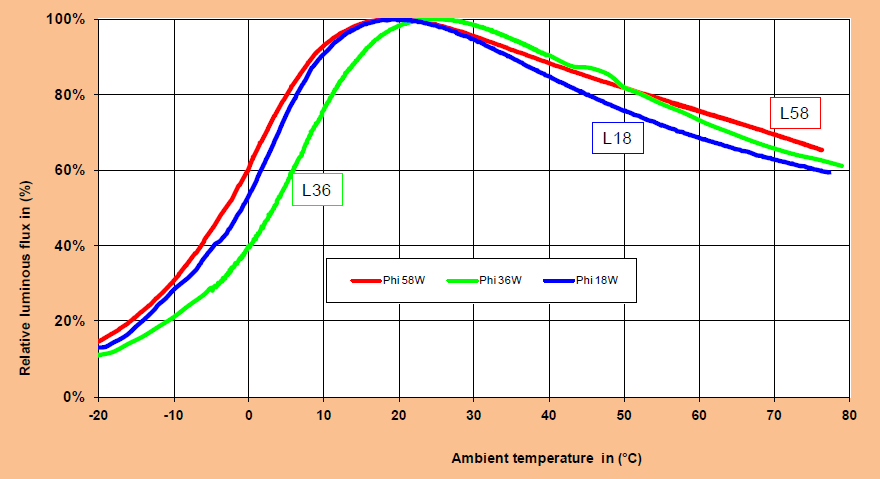 100%
80%
60%
40%
20%
0%
Relative luminous flux in (%)
L58
L18
L36
Phi 58W Phi 36W Phi 18W
-20 -10 0 10 20 30 40 50 60 70 80
Ambient temperature in (°C)